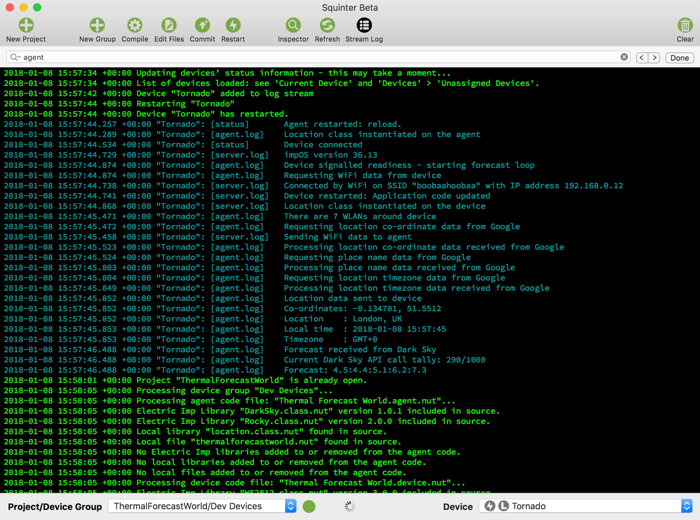 Squinter Beta
New Project New Group Compile Edit Files Commit Restart Inspector Refresh Stream Log Clear
agent Done
2018-01-08 15:57:34 +00:00 Updating devices’ status information - this may take a moment...
2018-01-08 15:57:34 +00:00 List of devices loaded: see 'Current Device' and 'Devices' > 'Unassigned Devices'.
2018-01-08 15:57:42 +00:00 Device "Tornado" added to log stream
2018-01-08 15:57:44 +00:00 Restarting "Tornado"
2018-01-08 15:57:44 +00:00 Device "Tornado" has restarted.
2018-01-08 15:57:44.257 +00:00 "Tornado": [status] Agent restarted: reload.
2018-01-08 15:57:44.289 +00:00 "Tornado": [agent.log] Location class instantiated on the agent
2018-01-08 15:57:44.534 +00:00 "Tornado": [status] Device connected
2018-01-08 15:57:44.729 +00:00 "Tornado": [server.log] impOS version 36.13
2018-01-08 15:57:44.874 +00:00 "Tornado": [agent.log] Device signalled readiness - starting forecast loop
2018-01-08 15:57:44.874 +00:00 "Tornado": [agent.log] Requesting WiFi data from device
2018-01-08 15:57:44.738 +00:00 "Tornado": [server.log] Connected by WiFi on SSID "boobaahoobaa" with IP address 192.168.0.12
2018-01-08 15:57:44.741 +00:00 "Tornado": [server.log] Device restarted: Application code updated
2018-01-08 15:57:44.868 +00:00 "Tornado": [server.log] Location class instantiated on the device
2018-01-08 15:57:45.471 +00:00 "Tornado": [agent.log] There are 7 WLANs around device
2018-01-08 15:57:45.472 +00:00 "Tornado": [agent.log] Requesting location co-ordinate data from Google
2018-01-08 15:57:45.458 +00:00 "Tornado": [server.log] Sending WiFi data to agent
2018-01-08 15:57:45.523 +00:00 "Tornado": [agent.log] Processing location co-ordinate data received from Google
2018-01-08 15:57:45.524 +00:00 "Tornado": [agent.log] Requesting place name data from Google
2018-01-08 15:57:45.803 +00:00 "Tornado": [agent.log] Processing place name data received from Google
2018-01-08 15:57:45.804 +00:00 "Tornado": [agent.log] Requesting location timezone data from Google
2018-01-08 15:57:45.849 +00:00 "Tornado": [agent.log] Processing location timezone data received from Google
2018-01-08 15:57:45.852 +00:00 "Tornado": [agent.log] Location data sent to device
2018-01-08 15:57:45.852 +00:00 "Tornado": [agent.log] Co-ordinates: -0.134701, 51.5512
2018-01-08 15:57:45.852 +00:00 "Tornado": [agent.log] Location : London, UK
2018-01-08 15:57:45.853 +00:00 "Tornado": [agent.log] Local time : 2018-01-08 15:57:45
2018-01-08 15:57:45.853 +00:00 "Tornado": [agent.log] Timezone : GMT+0
2018-01-08 15:57:46.488 +00:00 "Tornado": [agent.log] Forecast received from Dark Sky
2018-01-08 15:57:46.488 +00:00 "Tornado": [agent.log] Current Dark Sky API call tally: 290/1000
2018-01-08 15:57:46.488 +00:00 "Tornado": [agent.log] Forecast: 4.5:4.4:5.1:6.2:7.3
2018-01-08 15:58:01 +00:00 Project "ThermalForecastWorld" is already open.
2018-01-08 15:58:05 +00:00 Processing device group "Dev Devices"...
2018-01-08 15:58:05 +00:00 Processing agent code file: "Thermal Forecast World.agent.nut"...
2018-01-08 15:58:05 +00:00 Electric Imp Library "DarkSky.class.nut" version 1.0.1 included in source.
2018-01-08 15:58:05 +00:00 Electric Imp Library "Rocky.class.nut" version 2.0.0 included in source.
2018-01-08 15:58:05 +00:00 Local library "location.class.nut" found in source.
2018-01-08 15:58:05 +00:00 Local file "thermalforecastworld.nut" found in source.
2018-01-08 15:58:05 +00:00 No Electric Imp libraries added to or removed from the agent code.
2018-01-08 15:58:05 +00:00 No local libraries added to or removed from the agent code.
2018-01-08 15:58:05 +00:00 No local files added to or removed from the agent code.
2018-01-08 15:58:05 +00:00 Processing device code file: "Thermal Forecast World.device.nut"...
2018-01-08 15:58:05 +00:00 Electric Imp Library "WS2812.class.nut" version 3.0.0 included in source.
Project/Device Group ThermalForecastWorld/Dev Devices Device Tornado